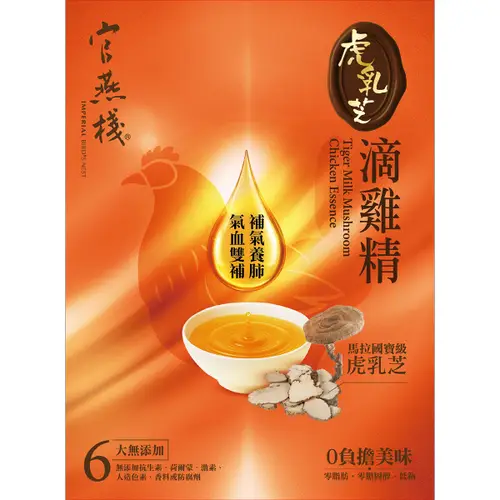 官燕棧®
IMPERIAL BIRD'S NEST
虎乳芝
滴雞精
Tiger Milk Mushroom
Chicken Essence
補氣養肺
氣血雙補
馬拉國寶級
虎乳芝
6大無添加
無添加抗生素、荷爾蒙、激素、
人造色素、香料或防腐劑
0負擔美味
零脂肪・零膽固醇・低鈉